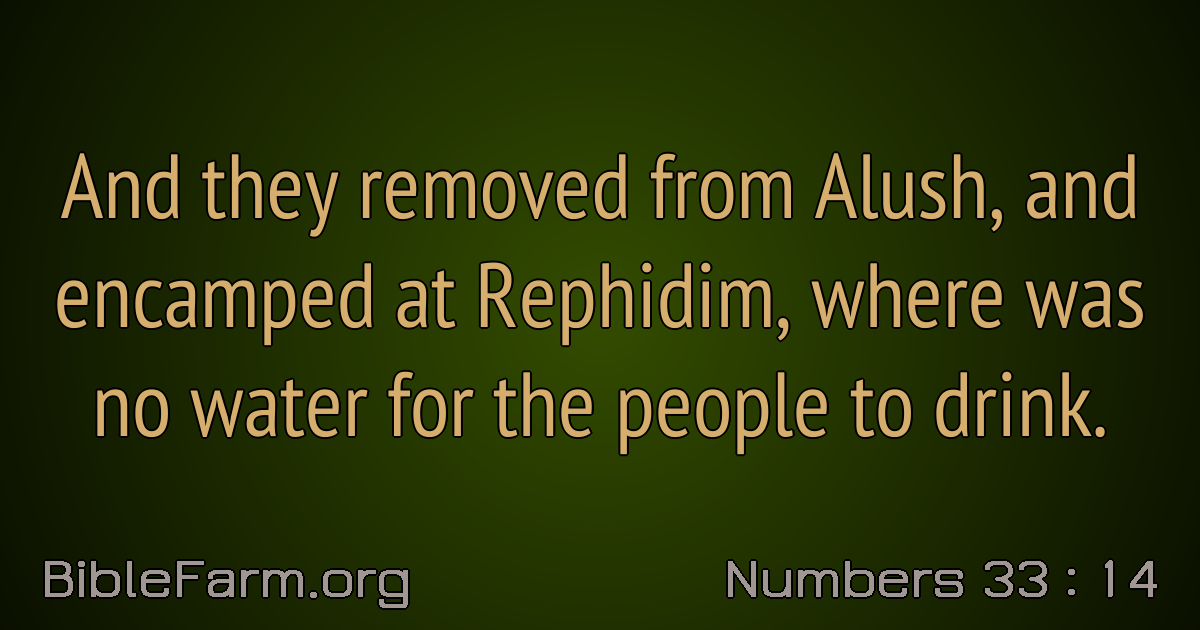 And they removed from Alush, and
encamped at Rephidim, where was
no water for the people to drink.
BibleFarm.org
Numbers 33 : 14